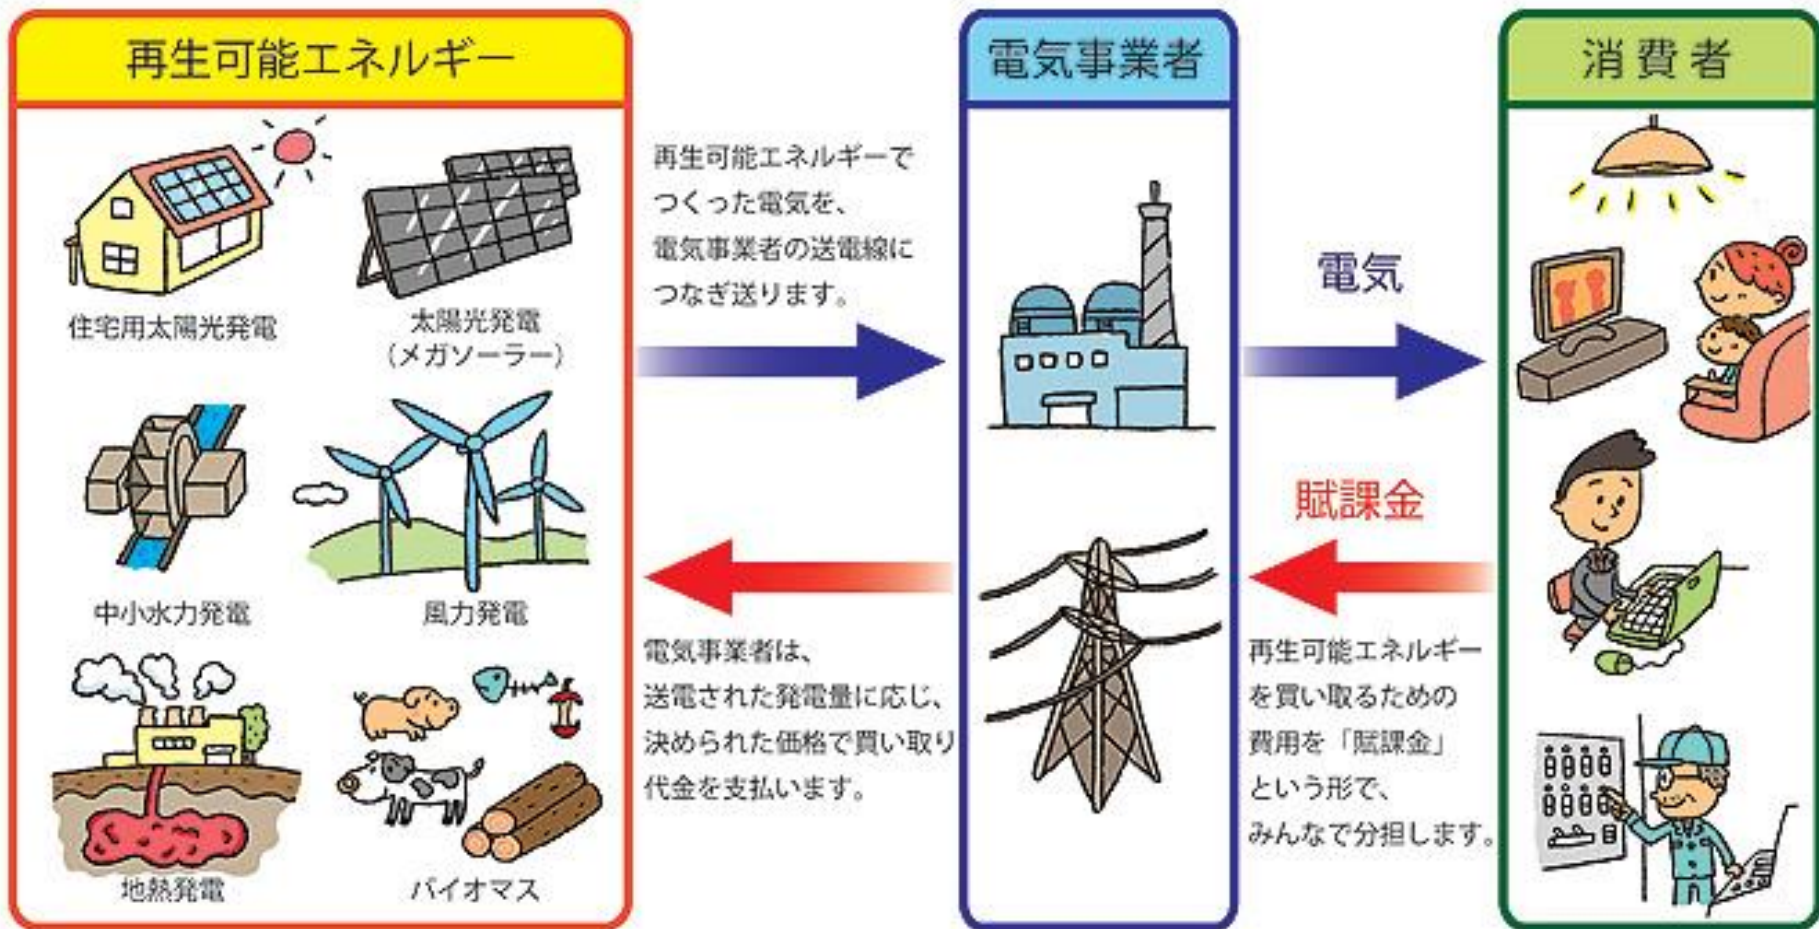 再生可能エネルギー
住宅用太陽光発電
太陽光発電
(メガソーラー)
中小水力発電
風力発電
地熱発電
バイオマス
再生可能エネルギーで
つくった電気を、
電気事業者の送電線に
つなぎ送ります。
電気事業者は、
送電された発電量に応じ、
決められた価格で買い取り
代金を支払います。
電気事業者
電気
賦課金
再生可能エネルギー
を買い取るための
費用を「賦課金」
という形で、
みんなで分担します。
消費者